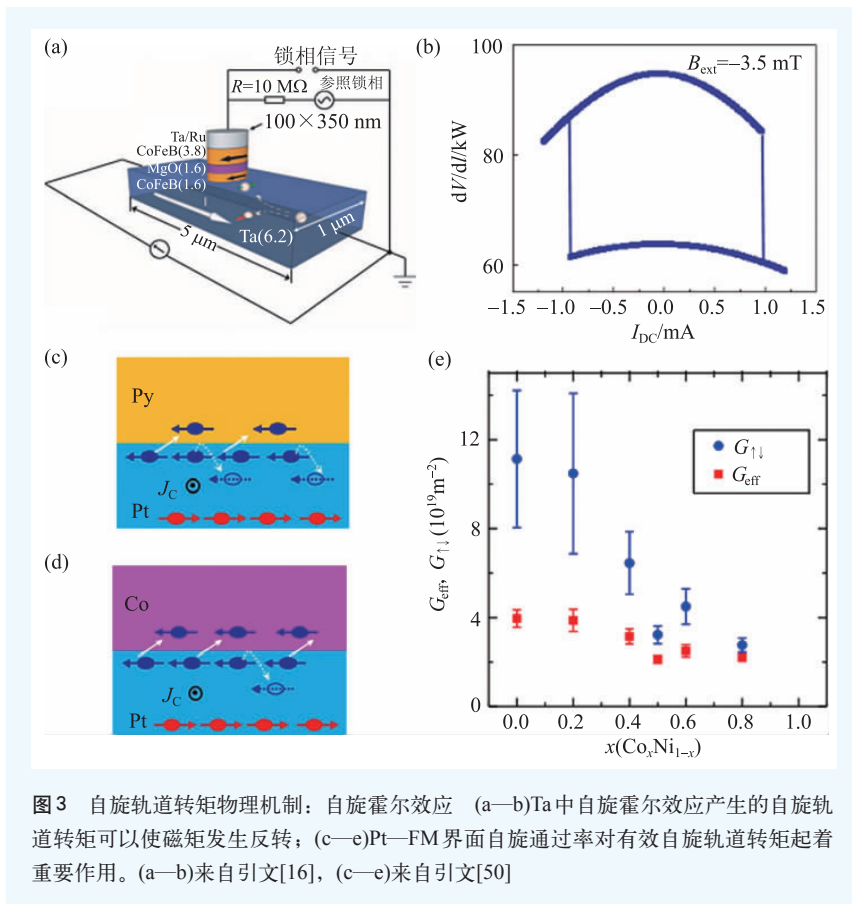 (a)
锁相信号
R=10 MΩ
参照锁相
100×350 nm
Ta/Ru
CoFeB(3.8)
MgO(1.6)
CoFeB(1.6)
5 μm
Ta(6.2)
1 μm
(b)
B_ext=−3.5 mT
dV/dI/kW
100
80
60
−1.5 −1.0 −0.5 0.0 0.5 1.0 1.5
I_DC/mA
(c)
Py
J_C
Pt
(d)
Co
J_C
Pt
(e)
G_eff, G↑↓ (10¹⁹m⁻²)
12
8
4
0
G↑↓
G_eff
0.0 0.2 0.4 0.6 0.8 1.0
x(CoₓNi₁₋ₓ)
图3 自旋轨道转矩物理机制：自旋霍尔效应 (a—b)Ta中自旋霍尔效应产生的自旋轨
道转矩可以使磁矩发生反转；(c—e)Pt—FM界面自旋通过率对有效自旋轨道转矩起着
重要作用。(a—b)来自引文[16]，(c—e)来自引文[50]